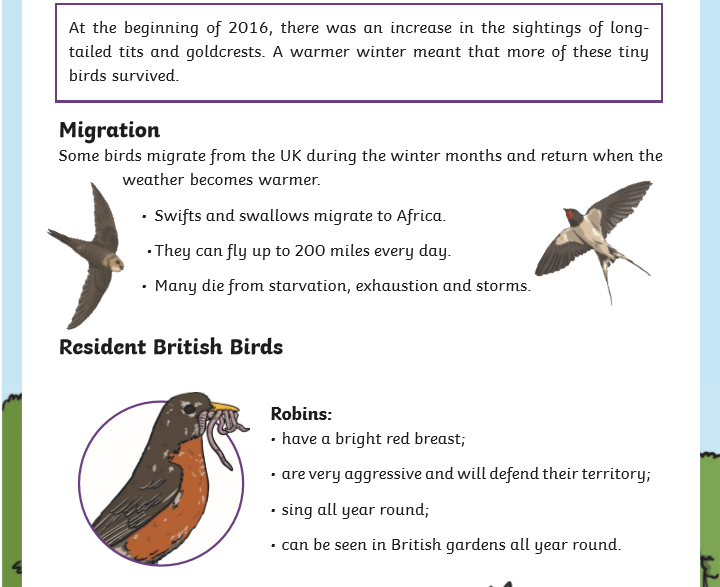 At the beginning of 2016, there was an increase in the sightings of long-
tailed tits and goldcrests. A warmer winter meant that more of these tiny
birds survived.
Migration
Some birds migrate from the UK during the winter months and return when the
weather becomes warmer.
• Swifts and swallows migrate to Africa.
• They can fly up to 200 miles every day.
• Many die from starvation, exhaustion and storms.
Resident British Birds
Robins:
• have a bright red breast;
• are very aggressive and will defend their territory;
• sing all year round;
• can be seen in British gardens all year round.